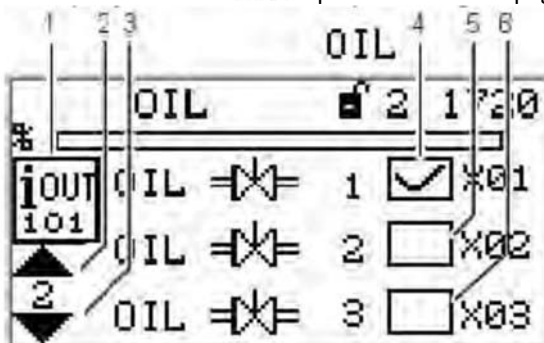 1 2 3 4 5 6
OIL
OIL 2 1720
%
iOUT OIL 1 X01
101
OIL 2 X02
2
OIL 3 X03